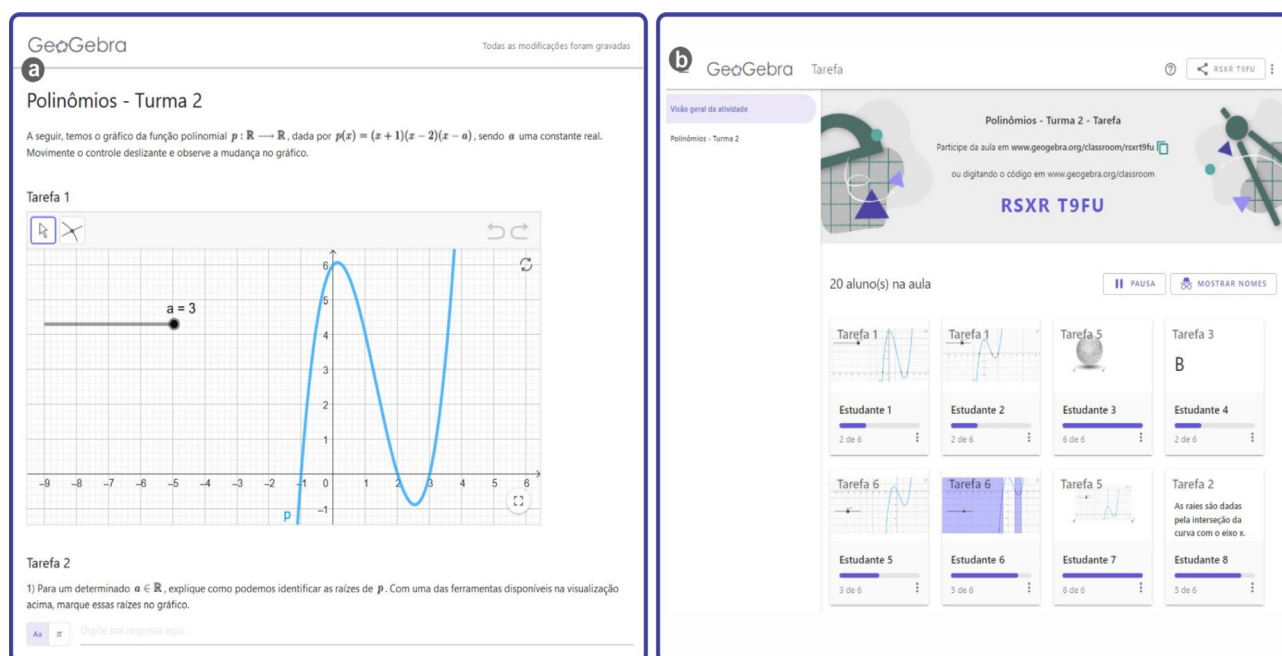 GeoGebra
Todas as modificações foram gravadas
a
Polinômios - Turma 2
A seguir, temos o gráfico da função polinomial p : ℝ ⟶ ℝ, dada por p(x) = (x + 1)(x − 2)(x − a), sendo a uma constante real.
Movimente o controle deslizante e observe a mudança no gráfico.
Tarefa 1
a = 3
6
5
4
3
2
1
−9 −8 −7 −6 −5 −4 −3 −2 −1 0 1 2 3 4 5 6
−1
p
Tarefa 2
1) Para um determinado a ∈ ℝ, explique como podemos identificar as raízes de p. Com uma das ferramentas disponíveis na visualização
acima, marque essas raízes no gráfico.
Aa π Digite sua resposta aqui...
b
GeoGebra Tarefa
RSXR T9FU
Visão geral da atividade
Polinômios - Turma 2
Polinômios - Turma 2 - Tarefa
Participe da aula em www.geogebra.org/classroom/rsxrt9fu
ou digitando o código em www.geogebra.org/classroom
RSXR T9FU
20 aluno(s) na aula
PAUSA
MOSTRAR NOMES
Tarefa 1
Estudante 1
2 de 6
Tarefa 1
Estudante 2
2 de 6
Tarefa 5
Estudante 3
6 de 6
Tarefa 3
B
Estudante 4
2 de 6
Tarefa 6
Estudante 5
3 de 6
Tarefa 6
Estudante 6
5 de 6
Tarefa 5
Estudante 7
6 de 6
Tarefa 2
As raies são dadas
pela interseção da
curva com o eixo x.
Estudante 8
5 de 6